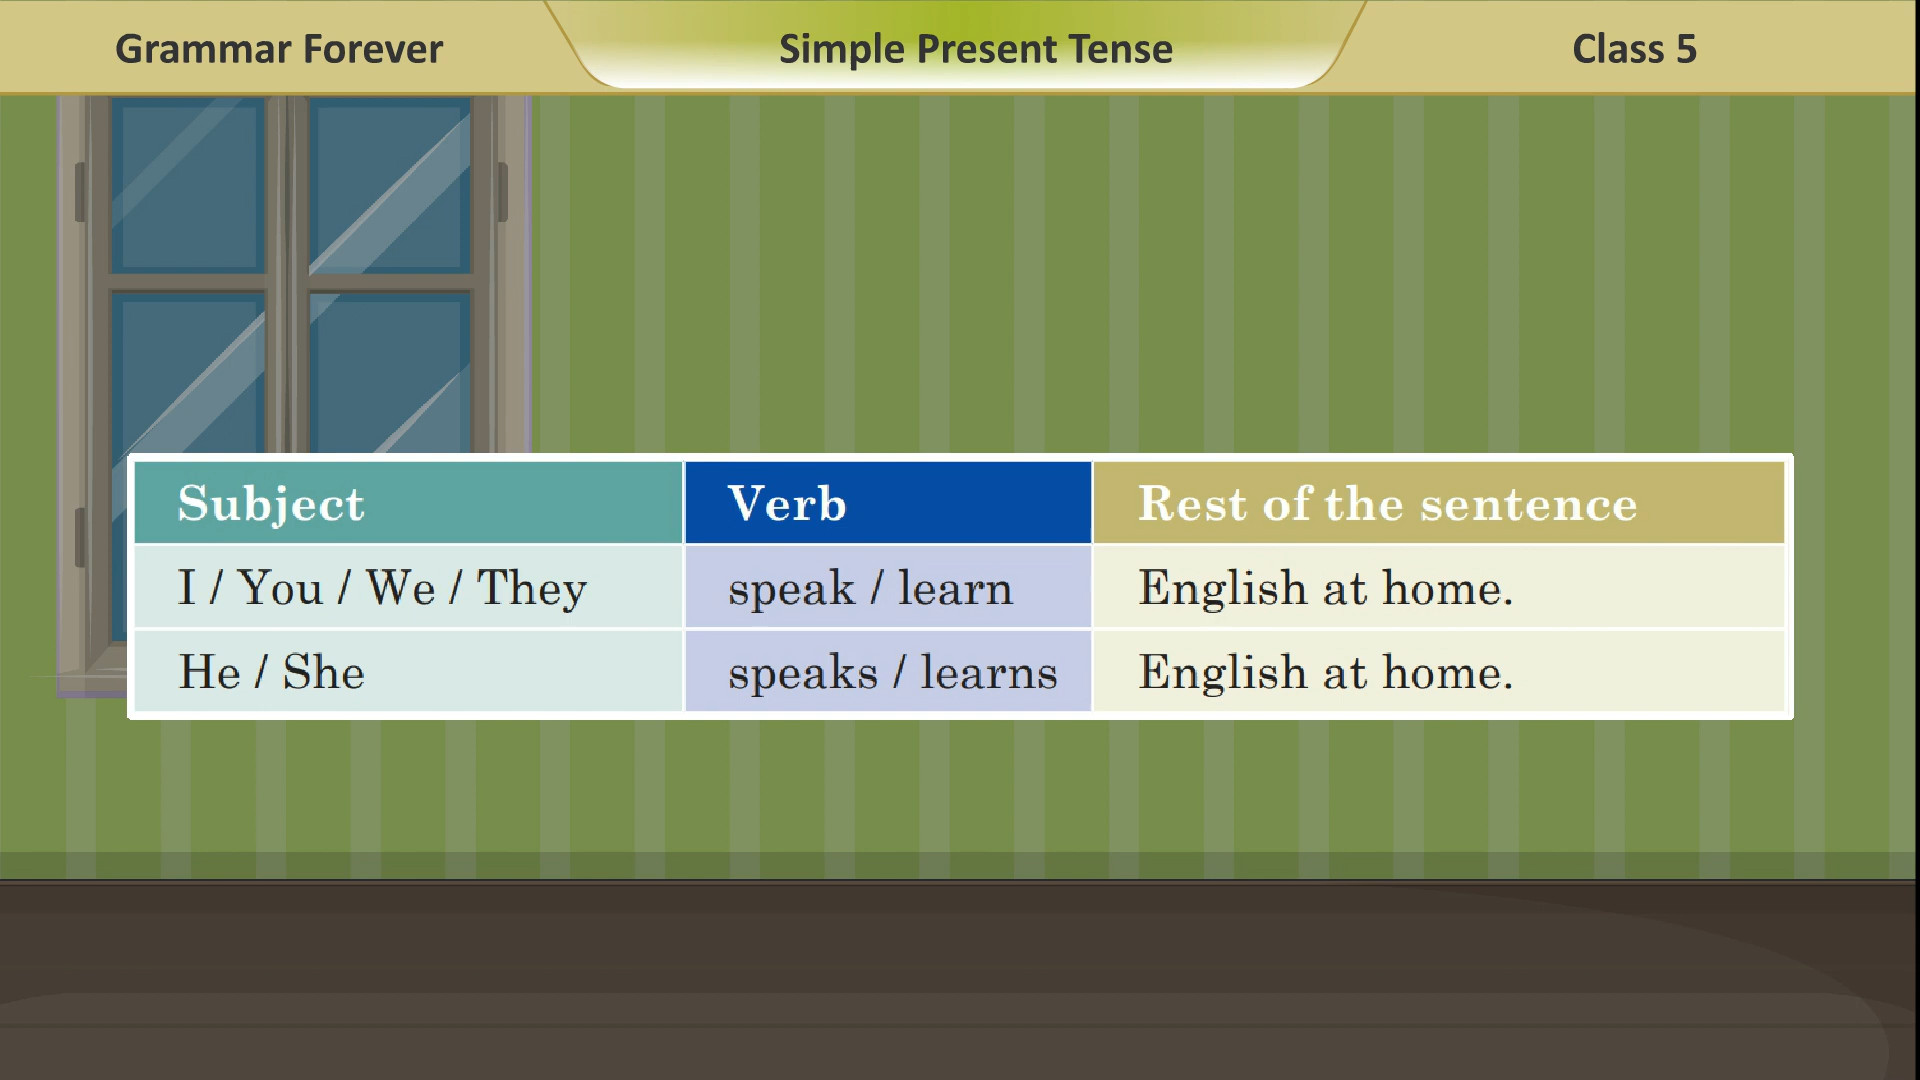 Grammar Forever Simple Present Tense Class 5
Subject Verb Rest of the sentence
I / You / We / They speak / learn English at home.
He / She speaks / learns English at home.